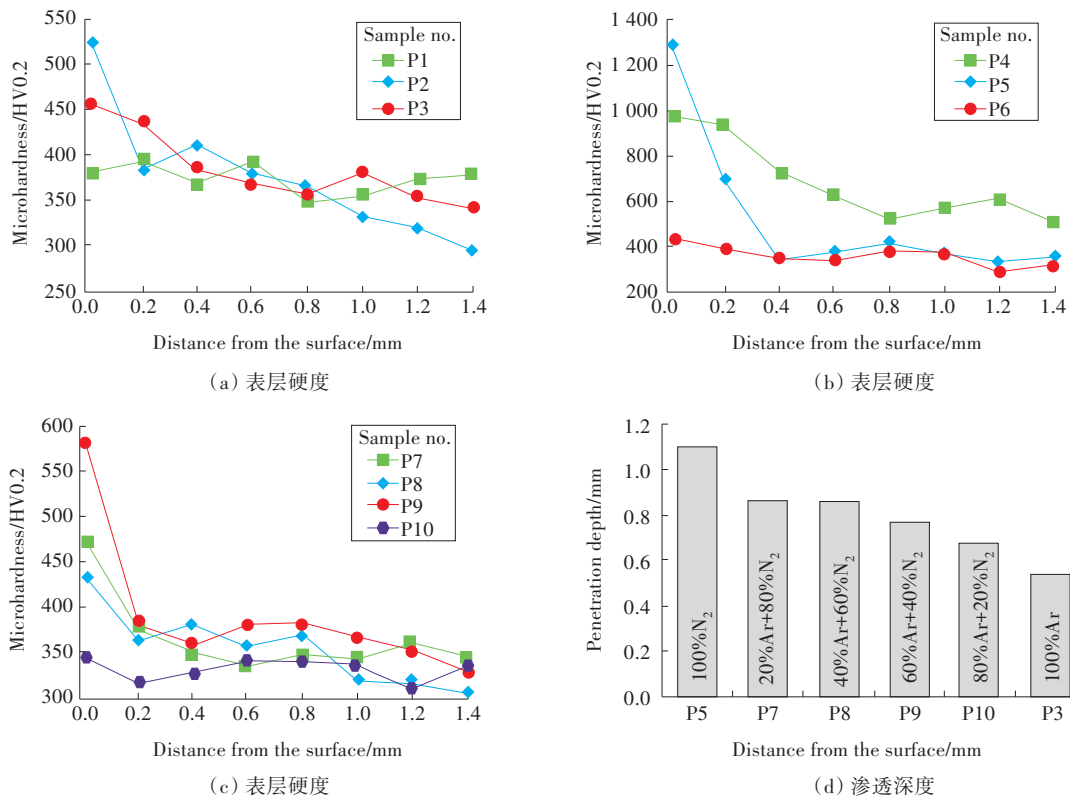 550
500
450
400
350
300
250
Microhardness/HV0.2
Sample no.
P1
P2
P3
0.0 0.2 0.4 0.6 0.8 1.0 1.2 1.4
Distance from the surface/mm
(a) 表层硬度
1 400
1 200
1 000
800
600
400
200
Microhardness/HV0.2
Sample no.
P4
P5
P6
0.0 0.2 0.4 0.6 0.8 1.0 1.2 1.4
Distance from the surface/mm
(b) 表层硬度
600
550
500
450
400
350
300
Microhardness/HV0.2
Sample no.
P7
P8
P9
P10
0.0 0.2 0.4 0.6 0.8 1.0 1.2 1.4
Distance from the surface/mm
(c) 表层硬度
1.2
1.0
0.8
0.6
0.4
0.2
0.0
Penetration depth/mm
100%N₂
20%Ar+80%N₂
40%Ar+60%N₂
60%Ar+40%N₂
80%Ar+20%N₂
100%Ar
P5 P7 P8 P9 P10 P3
Distance from the surface/mm
(d) 渗透深度